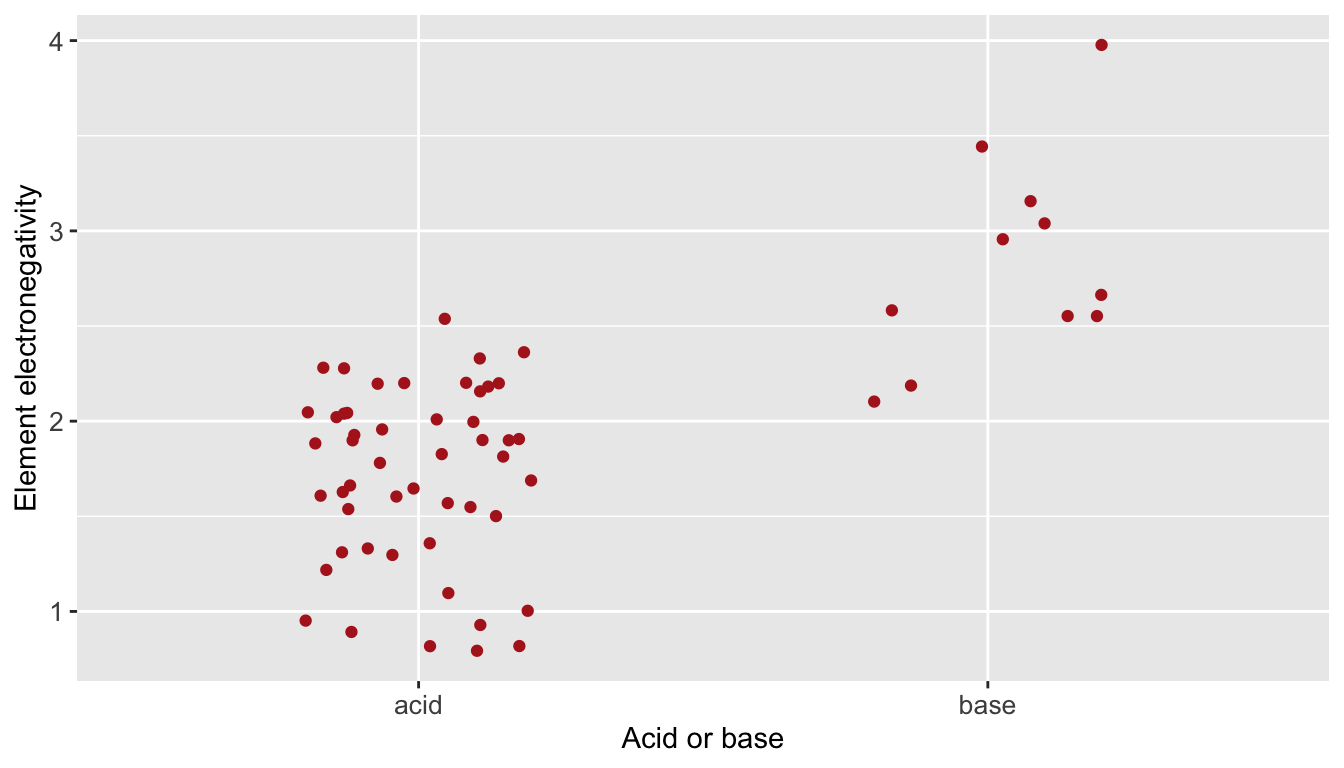 Element electronegativity
4
3
2
1
acid
base
Acid or base